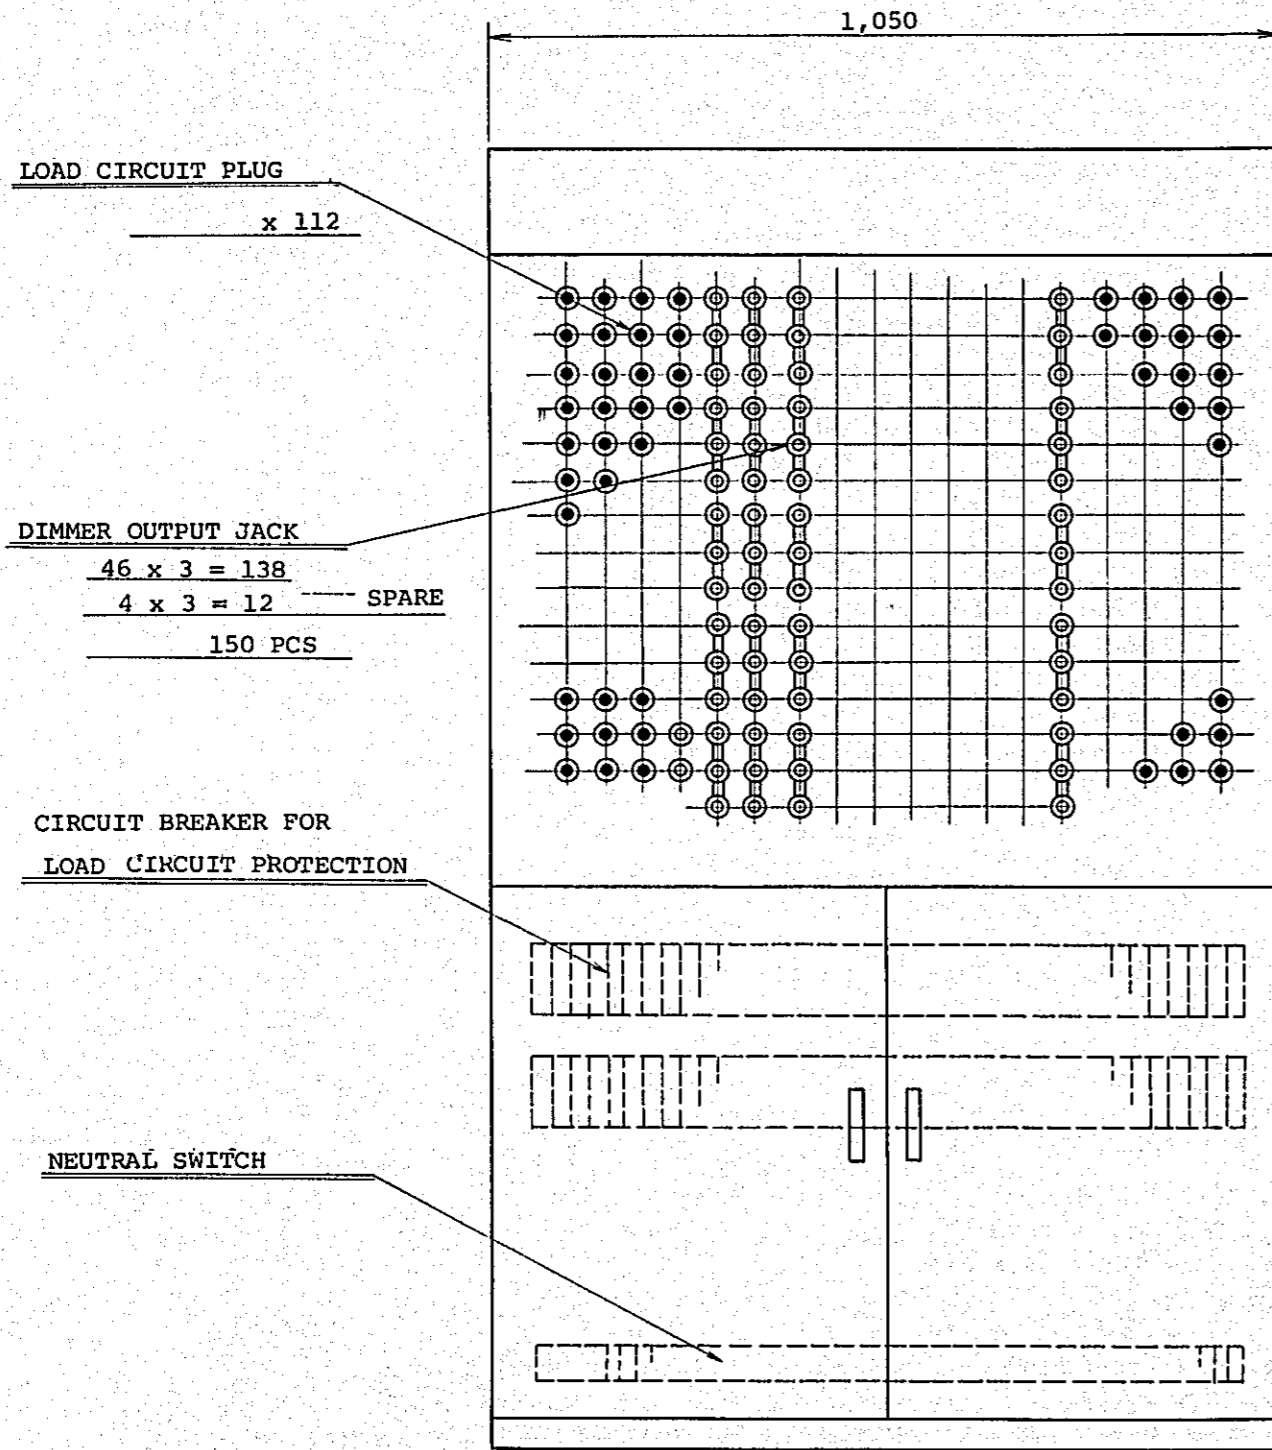 1,050
LOAD CIRCUIT PLUG
x 112
DIMMER OUTPUT JACK
46 x 3 = 138
4 x 3 = 12 ---- SPARE
150 PCS
CIRCUIT BREAKER FOR
LOAD CIRCUIT PROTECTION
NEUTRAL SWITCH